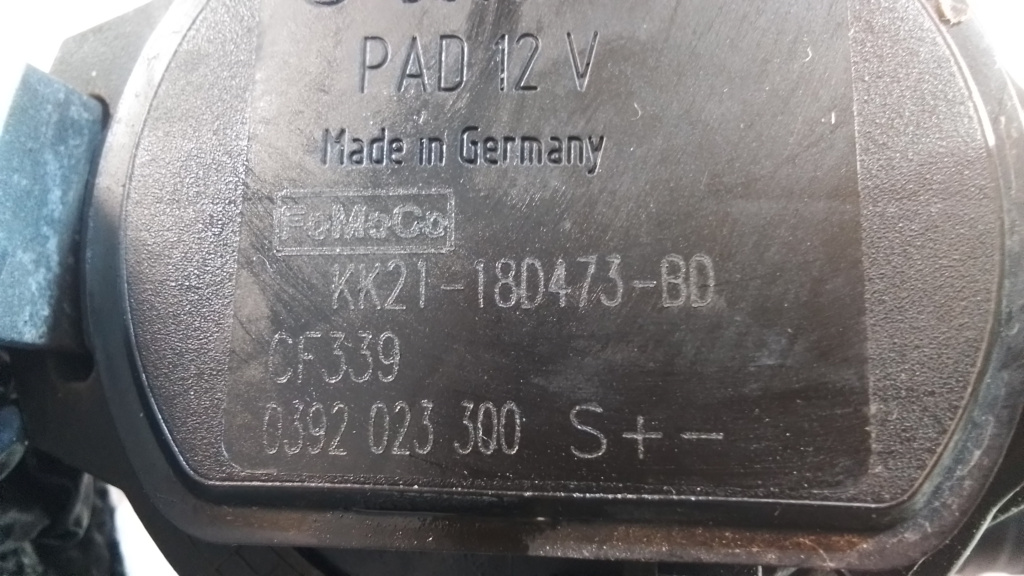 PAD 12 V
Made in Germany
FoMoCo
KK21-18D473-BD
CF339
0392 023 300 S + -